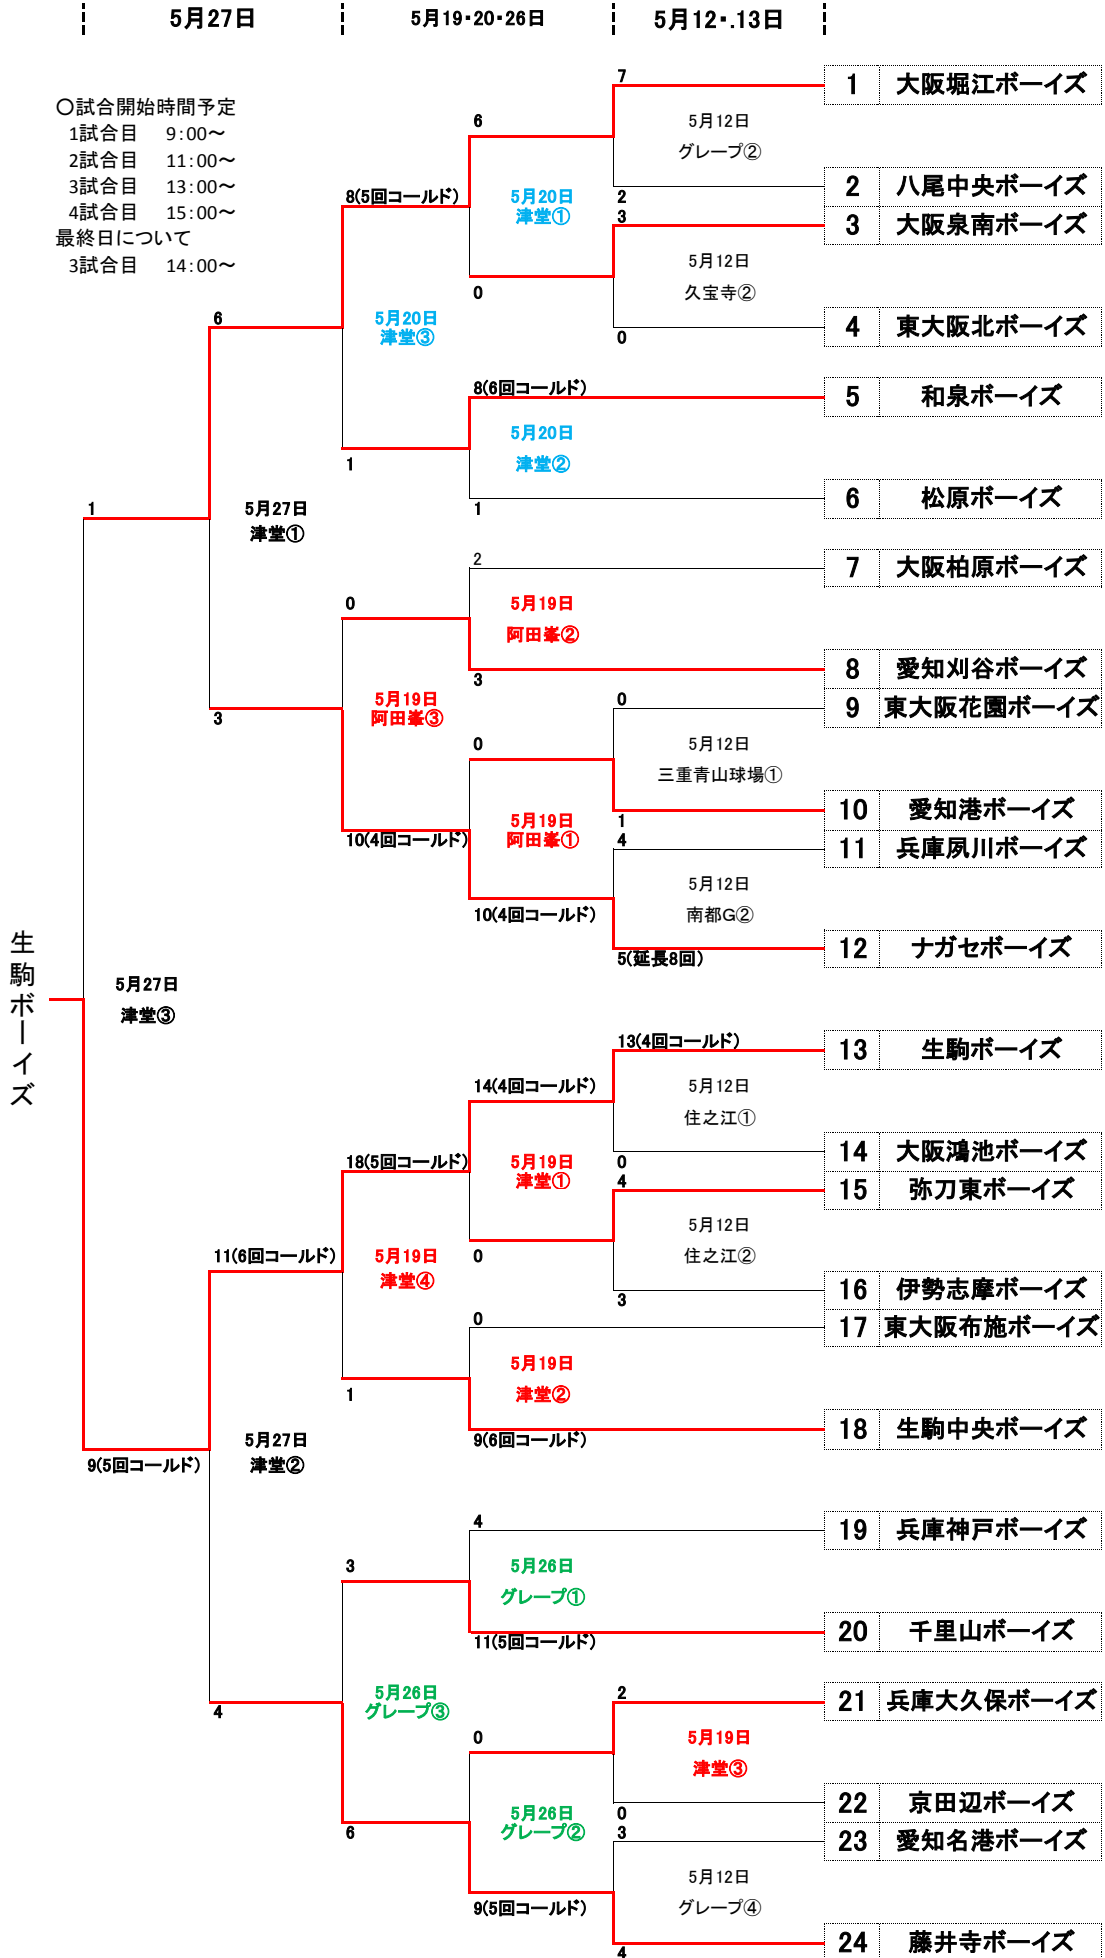 5月27日
5月19・20・26日
5月12・.13日
〇試合開始時間予定
1試合目 9:00～
2試合目 11:00～
3試合目 13:00～
4試合目 15:00～
最終日について
3試合目 14:00～
7
1 大阪堀江ボーイズ
6
5月12日
グレープ②
8(5回コールド)
5月20日
津堂①
2
2 八尾中央ボーイズ
3
3 大阪泉南ボーイズ
5月12日
久宝寺②
0
6
5月20日
津堂③
0
4 東大阪北ボーイズ
8(6回コールド)
5 和泉ボーイズ
5月20日
津堂②
1
1
6 松原ボーイズ
1
5月27日
津堂①
2
7 大阪柏原ボーイズ
0
5月19日
阿田峯②
3
8 愛知刈谷ボーイズ
3
5月19日
阿田峯③
0
9 東大阪花園ボーイズ
0
5月12日
三重青山球場①
1
10 愛知港ボーイズ
10(4回コールド)
5月19日
阿田峯①
4
11 兵庫夙川ボーイズ
5月12日
南都G②
10(4回コールド)
5(延長8回)
12 ナガセボーイズ
生駒ボーイズ
5月27日
津堂③
13(4回コールド)
13 生駒ボーイズ
14(4回コールド)
5月12日
住之江①
18(5回コールド)
5月19日
津堂①
0
14 大阪鴻池ボーイズ
4
15 弥刀東ボーイズ
5月12日
住之江②
0
11(6回コールド)
5月19日
津堂④
3
16 伊勢志摩ボーイズ
0
17 東大阪布施ボーイズ
5月19日
津堂②
1
9(6回コールド)
18 生駒中央ボーイズ
9(5回コールド)
5月27日
津堂②
4
19 兵庫神戸ボーイズ
3
5月26日
グレープ①
11(5回コールド)
20 千里山ボーイズ
4
5月26日
グレープ③
2
21 兵庫大久保ボーイズ
0
5月19日
津堂③
0
22 京田辺ボーイズ
6
5月26日
グレープ②
3
23 愛知名港ボーイズ
5月12日
グレープ④
9(5回コールド)
4
24 藤井寺ボーイズ